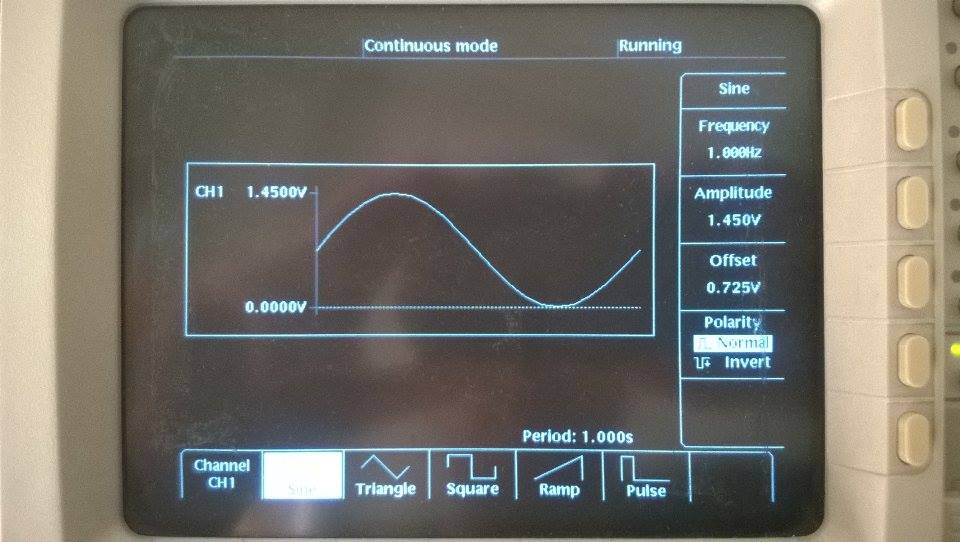 Continuous mode
Running
Sine
Frequency
1.000Hz
CH1 1.4500V
Amplitude
1.450V
Offset
0.725V
0.0000V
Polarity
Normal
Invert
Period: 1.000s
Channel
CH1
Sine
Triangle
Square
Ramp
Pulse